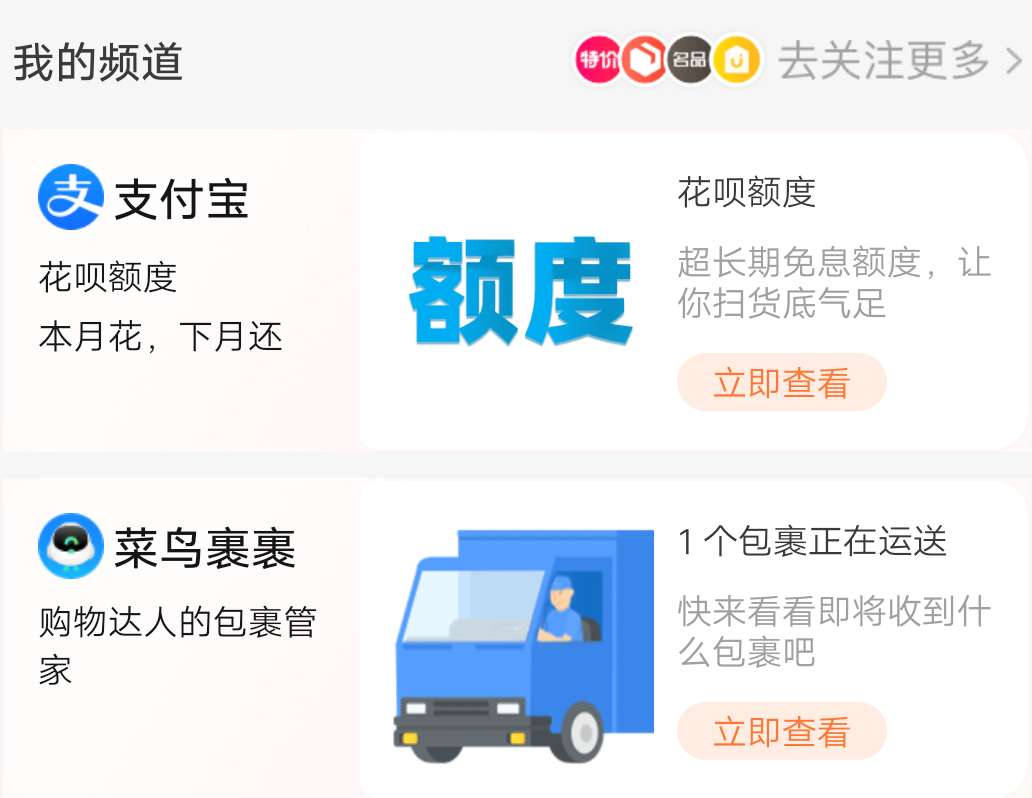 我的频道
特价
名品
去关注更多
支付宝
花呗额度
本月花，下月还
额度
花呗额度
超长期免息额度，让
你扫货底气足
立即查看
菜鸟裹裹
购物达人的包裹管
家
1个包裹正在运送
快来看看即将收到什
么包裹吧
立即查看